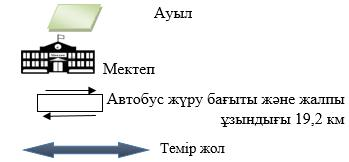 Ауыл
Мектеп
Автобус жүру бағыты және жалпы
ұзындығы 19,2 км
Темір жол